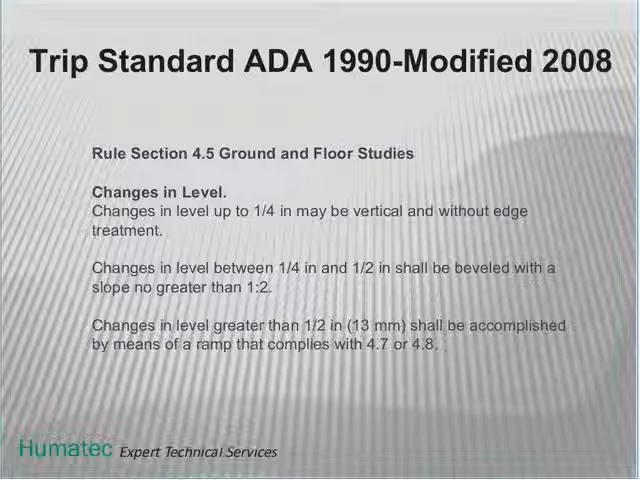 Trip Standard ADA 1990-Modified 2008
Rule Section 4.5 Ground and Floor Studies
Changes in Level.
Changes in level up to 1/4 in may be vertical and without edge
treatment.
Changes in level between 1/4 in and 1/2 in shall be beveled with a
slope no greater than 1:2.
Changes in level greater than 1/2 in (13 mm) shall be accomplished
by means of a ramp that complies with 4.7 or 4.8.
Humatec Expert Technical Services